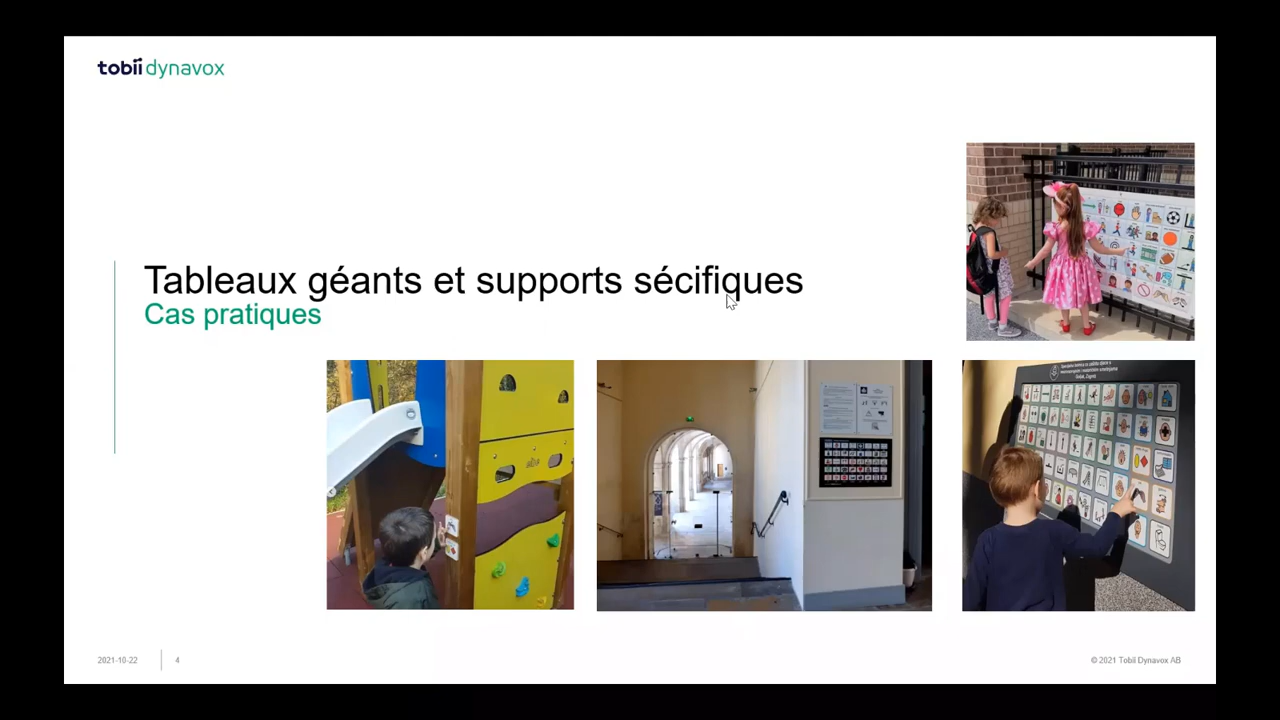 tobii dynavox
Tableaux géants et supports sécifiques
Cas pratiques
2021-10-22
4
© 2021 Tobii Dynavox AB